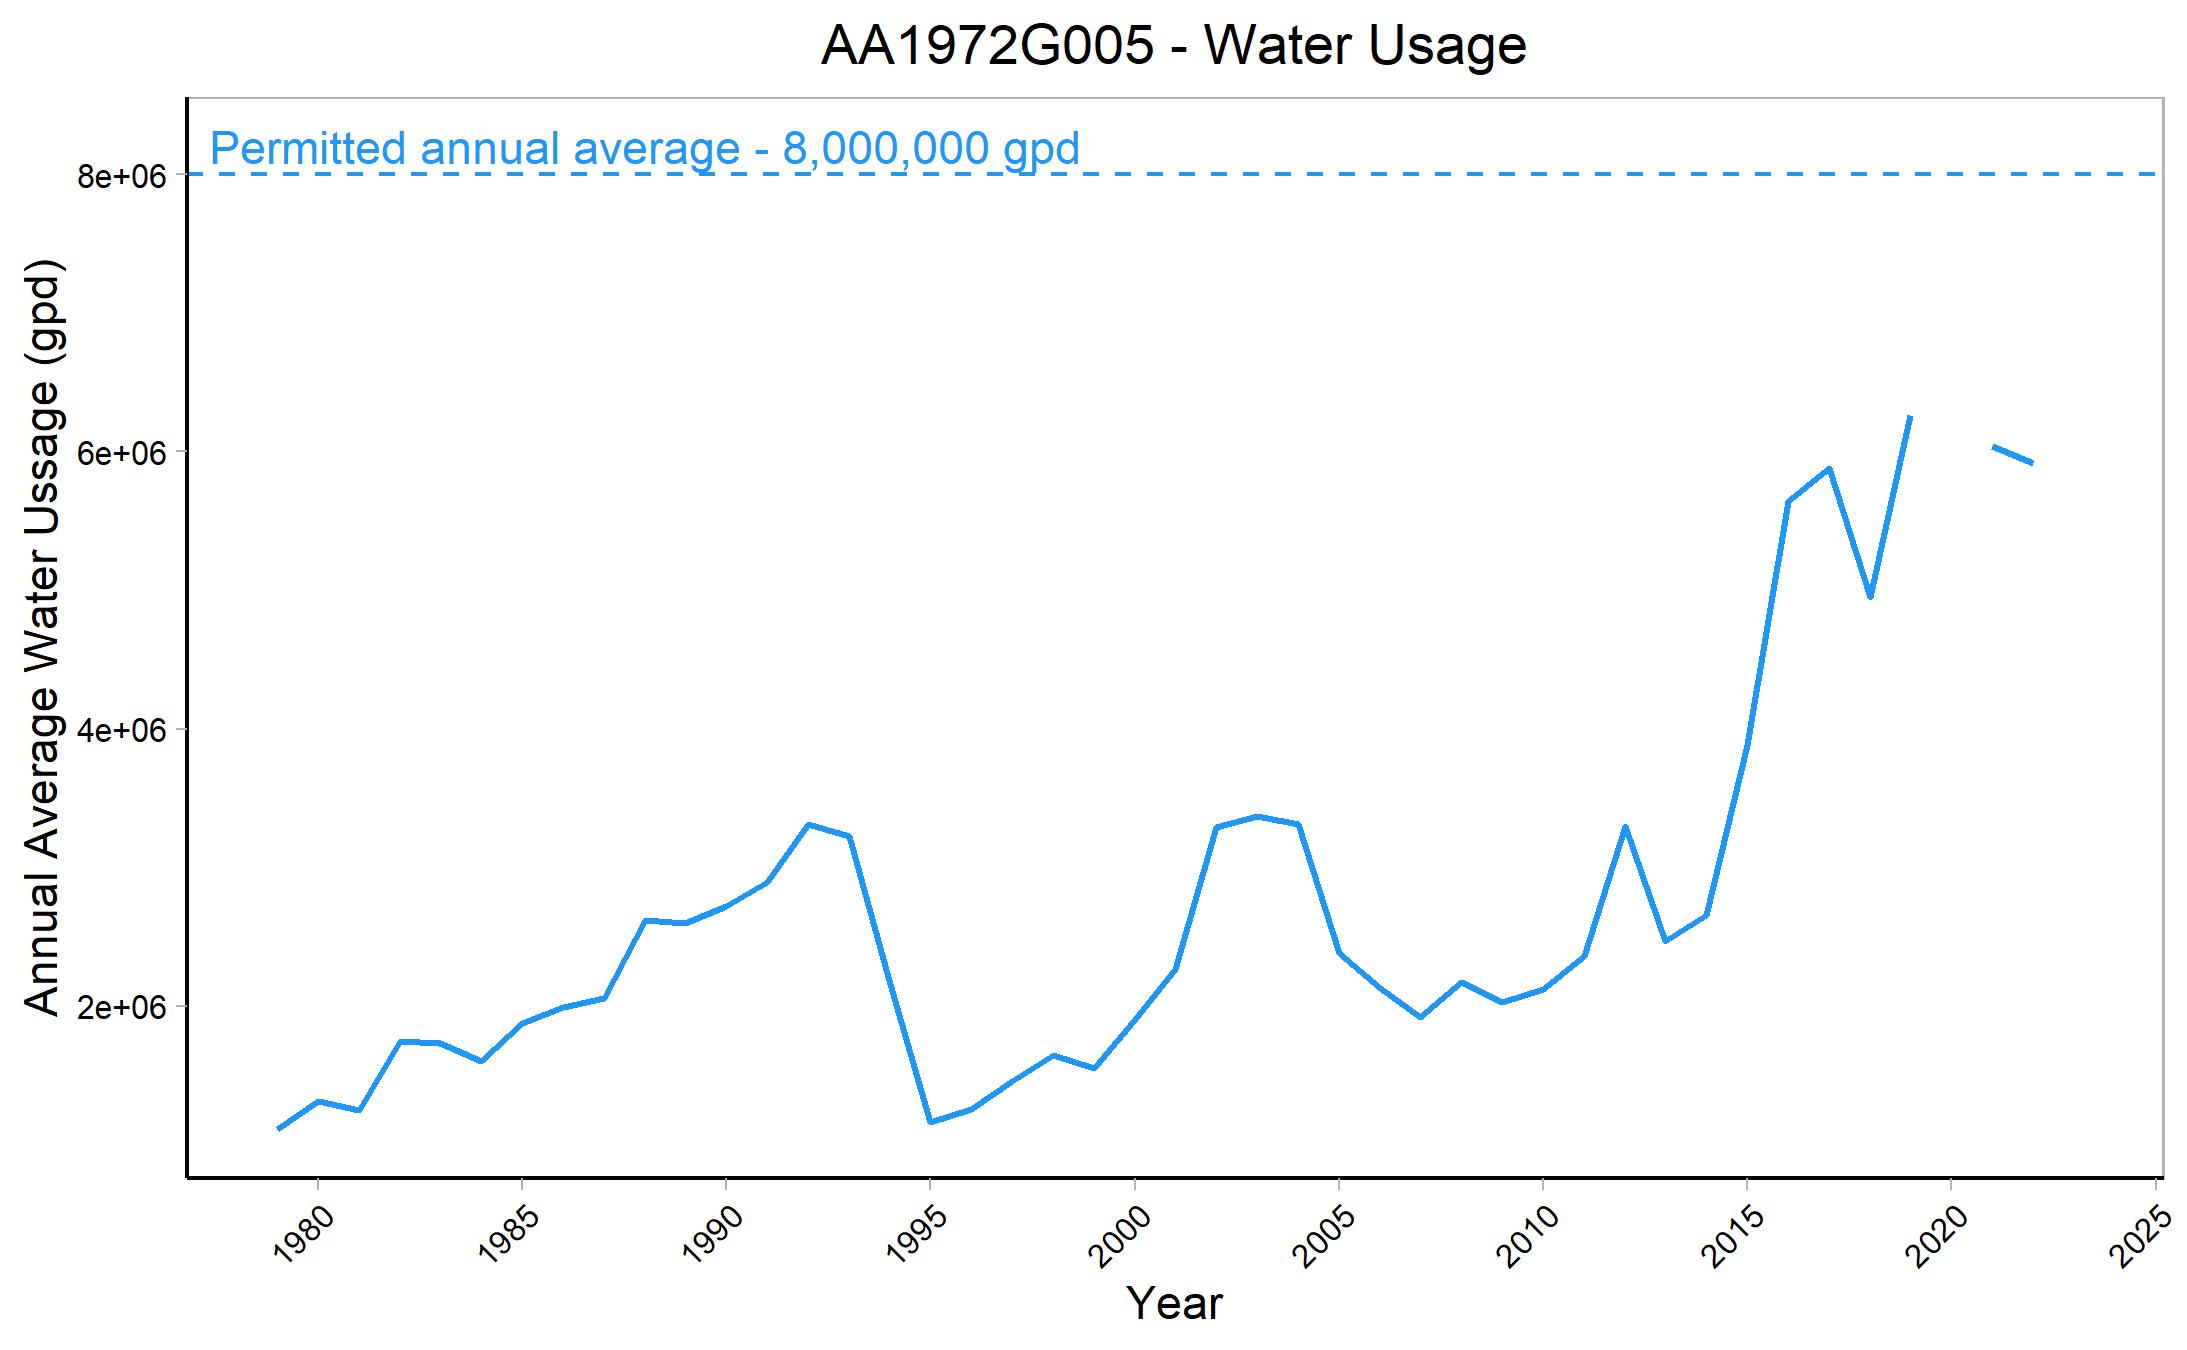 AA1972G005 - Water Usage
Permitted annual average - 8,000,000 gpd
Annual Average Water Ussage (gpd)
8e+06
6e+06
4e+06
2e+06
1980
1985
1990
1995
2000
2005
2010
2015
2020
2025
Year